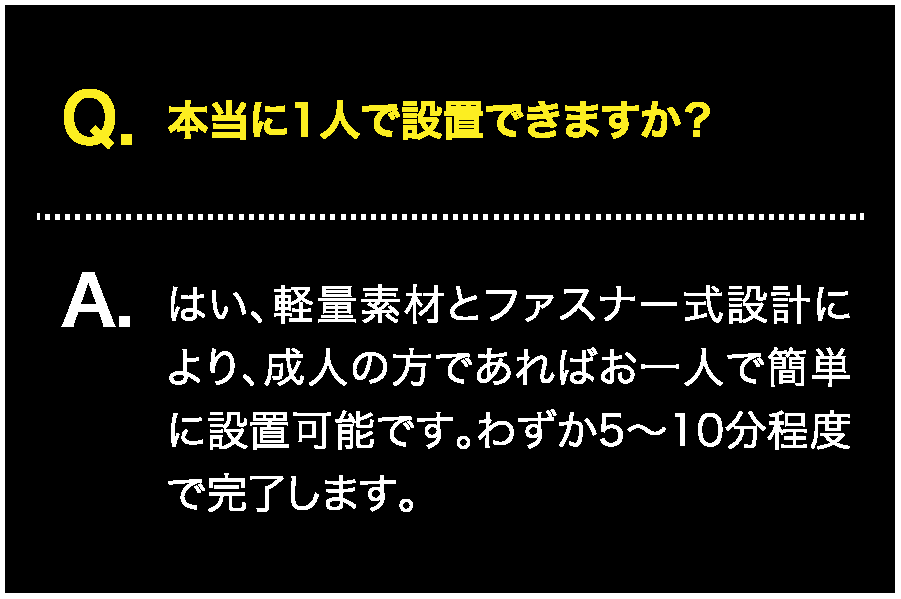 Q. 本当に1人で設置できますか？
A. はい、軽量素材とファスナー式設計に
より、成人の方であればお一人で簡単
に設置可能です。わずか5〜10分程度
で完了します。